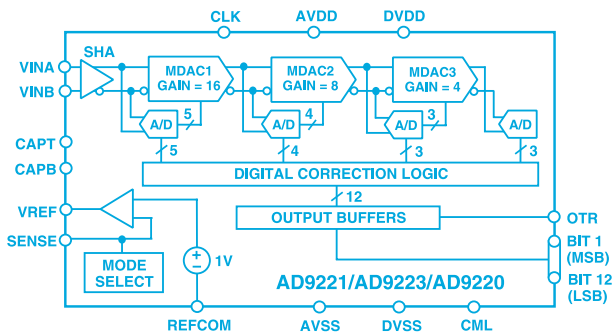 CLK AVDD DVDD
SHA
VINA
VINB
MDAC1
GAIN = 16
MDAC2
GAIN = 8
MDAC3
GAIN = 4
A/D 5 A/D 4 A/D 3 A/D
5 4 3 3
CAPT
CAPB
DIGITAL CORRECTION LOGIC
12
VREF
OUTPUT BUFFERS
OTR
SENSE
BIT 1
(MSB)
MODE
SELECT
1V
AD9221/AD9223/AD9220
BIT 12
(LSB)
REFCOM AVSS DVSS CML